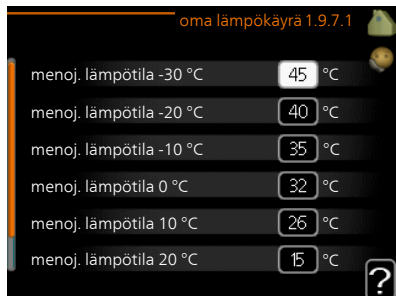 oma lämpökäyrä 1.9.7.1
menoj. lämpötila -30 °C 45 °C
menoj. lämpötila -20 °C 40 °C
menoj. lämpötila -10 °C 35 °C
menoj. lämpötila 0 °C 32 °C
menoj. lämpötila 10 °C 26 °C
menoj. lämpötila 20 °C 15 °C
?